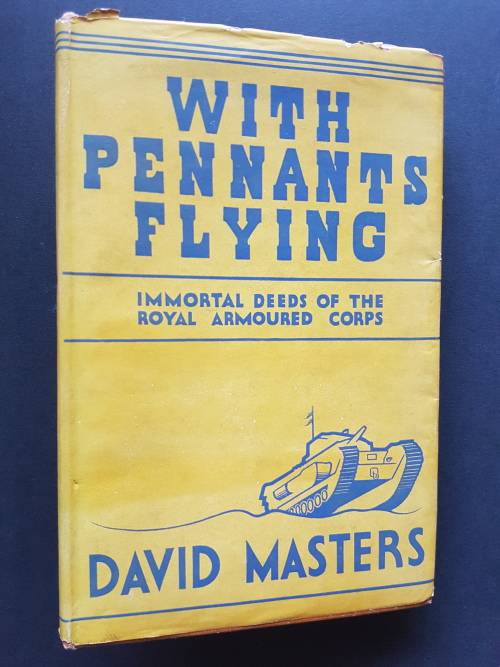 WITH
PENNANTS
FLYING
IMMORTAL DEEDS OF THE
ROYAL ARMOURED CORPS
DAVID MASTERS